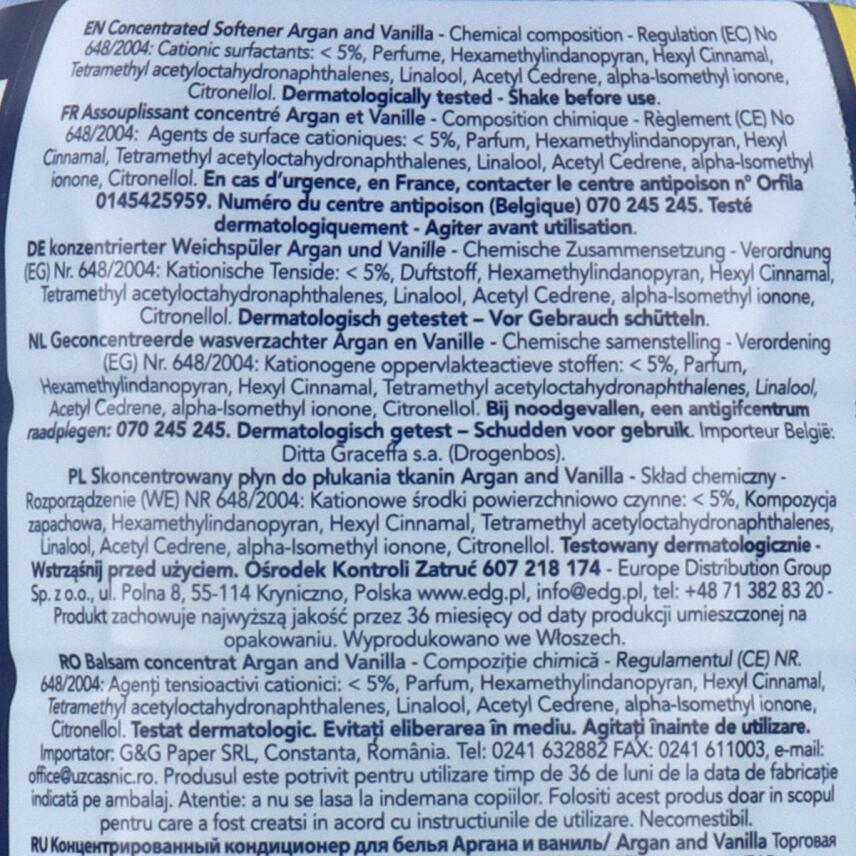 EN Concentrated Softener Argan and Vanilla - Chemical composition - Regulation (EC) No
648/2004: Cationic surfactants: < 5%, Perfume, Hexamethylindanopyran, Hexyl Cinnamal,
Tetramethyl acetyloctahydronaphthalenes, Linalool, Acetyl Cedrene, alpha-Isomethyl ionone,
Citronellol. Dermatologically tested - Shake before use.
FR Assouplissant concentré Argan et Vanille - Composition chimique - Règlement (CE) No
648/2004: Agents de surface cationiques: < 5%, Parfum, Hexamethylindanopyran, Hexyl
Cinnamal, Tetramethyl acetyloctahydronaphthalenes, Linalool, Acetyl Cedrene, alpha-Isomethyl
ionone, Citronellol. En cas d'urgence, en France, contacter le centre antipoison n° Orfila
0145425959. Numéro du centre antipoison (Belgique) 070 245 245. Testé
dermatologiquement - Agiter avant utilisation.
DE konzentrierter Weichspüler Argan und Vanille - Chemische Zusammensetzung - Verordnung
(EG) Nr. 648/2004: Kationische Tenside: < 5%, Duftstoff, Hexamethylindanopyran, Hexyl Cinnamal,
Tetramethyl acetyloctahydronaphthalenes, Linalool, Acetyl Cedrene, alpha-Isomethyl ionone,
Citronellol. Dermatologisch getestet – Vor Gebrauch schütteln.
NL Geconcentreerde wasverzachter Argan en Vanille - Chemische samenstelling - Verordening
(EG) Nr. 648/2004: Kationogene oppervlakteactieve stoffen: < 5%, Parfum,
Hexamethylindanopyran, Hexyl Cinnamal, Tetramethyl acetyloctahydronaphthalenes, Linalool,
Acetyl Cedrene, alpha-Isomethyl ionone, Citronellol. Bij noodgevallen, een antigifcentrum
raadplegen: 070 245 245. Dermatologisch getest – Schudden voor gebruik. Importeur België:
Ditta Graceffa s.a. (Drogenbos).
PL Skoncentrowany płyn do płukania tkanin Argan and Vanilla - Skład chemiczny -
Rozporządzenie (WE) NR 648/2004: Kationowe środki powierzchniowo czynne: < 5%, Kompozycja
zapachowa, Hexamethylindanopyran, Hexyl Cinnamal, Tetramethyl acetyloctahydronaphthalenes,
Linalool, Acetyl Cedrene, alpha-Isomethyl ionone, Citronellol. Testowany dermatologicznie -
Wstrząśnij przed użyciem. Ośrodek Kontroli Zatruć 607 218 174 - Europe Distribution Group
Sp. z o.o., ul. Polna 8, 55-114 Kryniczno, Polska www.edg.pl, info@edg.pl, tel: +48 71 382 83 20 -
Produkt zachowuje najwyższą jakość przez 36 miesięcy od daty produkcji umieszczonej na
opakowaniu. Wyprodukowano we Włoszech.
RO Balsam concentrat Argan and Vanilla - Compoziție chimică - Regulamentul (CE) NR.
648/2004: Agenți tensioactivi cationici: < 5%, Parfum, Hexamethylindanopyran, Hexyl Cinnamal,
Tetramethyl acetyloctahydronaphthalenes, Linalool, Acetyl Cedrene, alpha-Isomethyl ionone,
Citronellol. Testat dermatologic. Evitați eliberarea în mediu. Agitați înainte de utilizare.
Importator: G&G Paper SRL, Constanta, România. Tel: 0241 632882 FAX: 0241 611003, e-mail:
office@uzcasnic.ro. Produsul este potrivit pentru utilizare timp de 36 de luni de la data de fabricație
indicată pe ambalaj. Atentie: a nu se lasa la indemana copiilor. Folositi acest produs doar in scopul
pentru care a fost creatsi in acord cu instructiunile de utilizare. Necomestibil.
RU Концентрированный кондиционер для белья Аргана и ваниль/ Argan and Vanilla Торговая